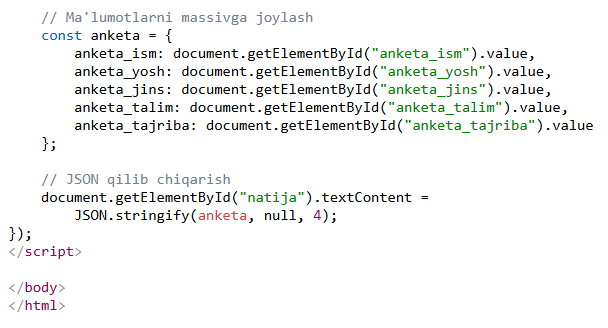 // Ma'lumotlarni massivga joylash
const anketa = {
anketa_ism: document.getElementById("anketa_ism").value,
anketa_yosh: document.getElementById("anketa_yosh").value,
anketa_jins: document.getElementById("anketa_jins").value,
anketa_talim: document.getElementById("anketa_talim").value,
anketa_tajriba: document.getElementById("anketa_tajriba").value
};
// JSON qilib chiqarish
document.getElementById("natija").textContent =
JSON.stringify(anketa, null, 4);
});
</script>
</body>
</html>